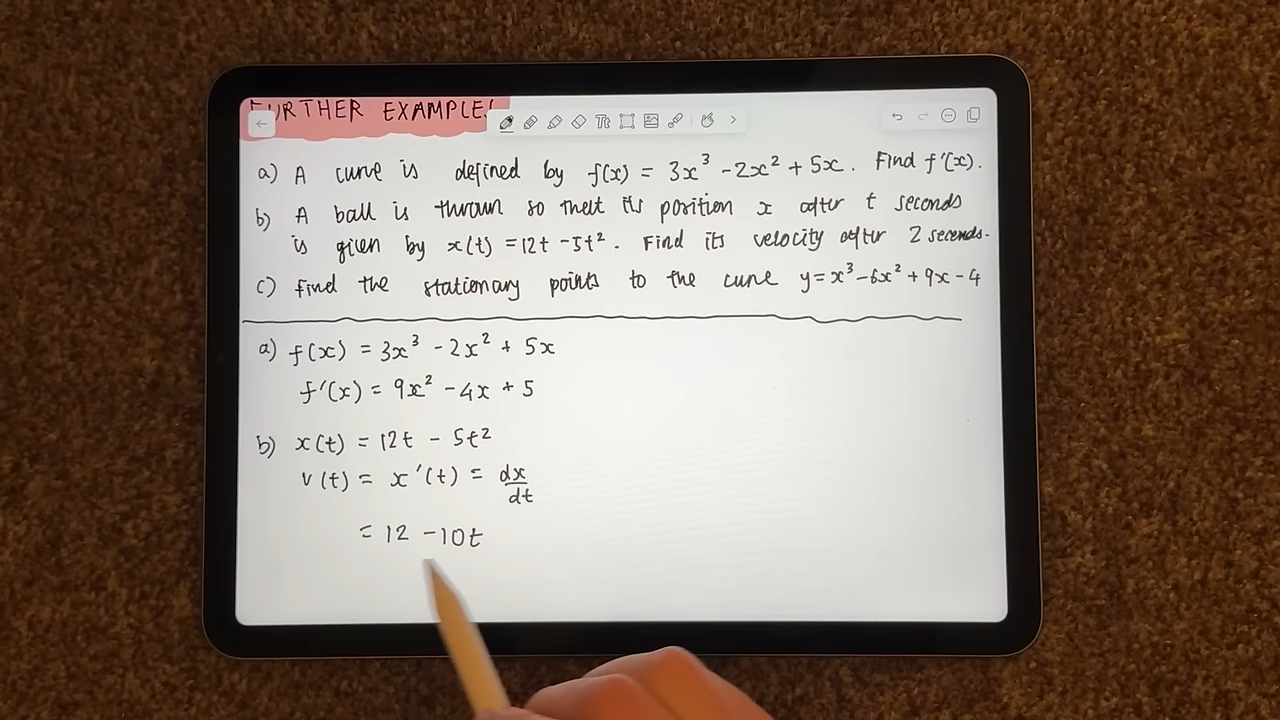 FURTHER EXAMPLES
a) A curve is defined by f(x) = 3x³ - 2x² + 5x. Find f'(x).
b) A ball is thrown so that its position x after t seconds
is given by x(t) = 12t - 5t². Find its velocity after 2 seconds.
c) Find the stationary points to the curve y = x³ - 6x² + 9x - 4
a) f(x) = 3x³ - 2x² + 5x
f'(x) = 9x² - 4x + 5
b) x(t) = 12t - 5t²
v(t) = x'(t) = dx/dt
= 12 - 10t